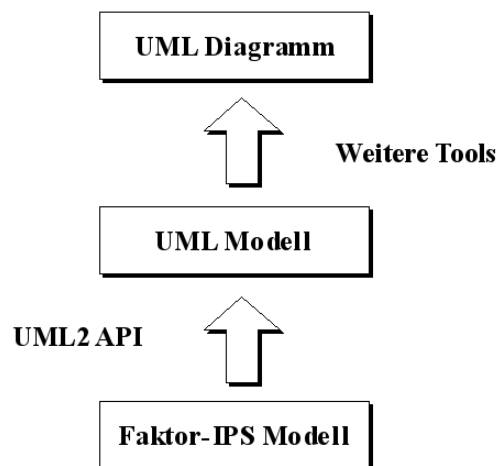 UML Diagramm
Weitere Tools
UML Modell
UML2 API
Faktor-IPS Modell